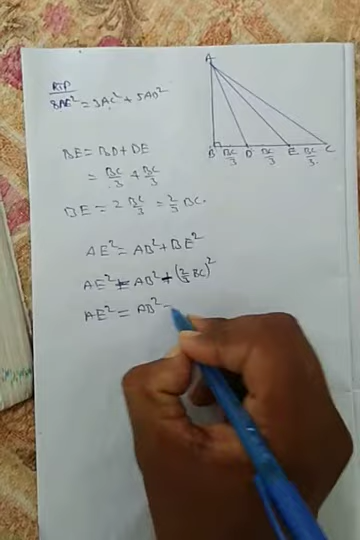 RTP
8AE² = 3AC² + 5AD²
A
B BC/3 D BC/3 E BC/3 C
BE = BD + DE
= BC/3 + BC/3
BE = 2 BC/3 = 2/3 BC.
AE² = AB² + BE²
AE² = AB² + (2/3 BC)²
AE² = AB²